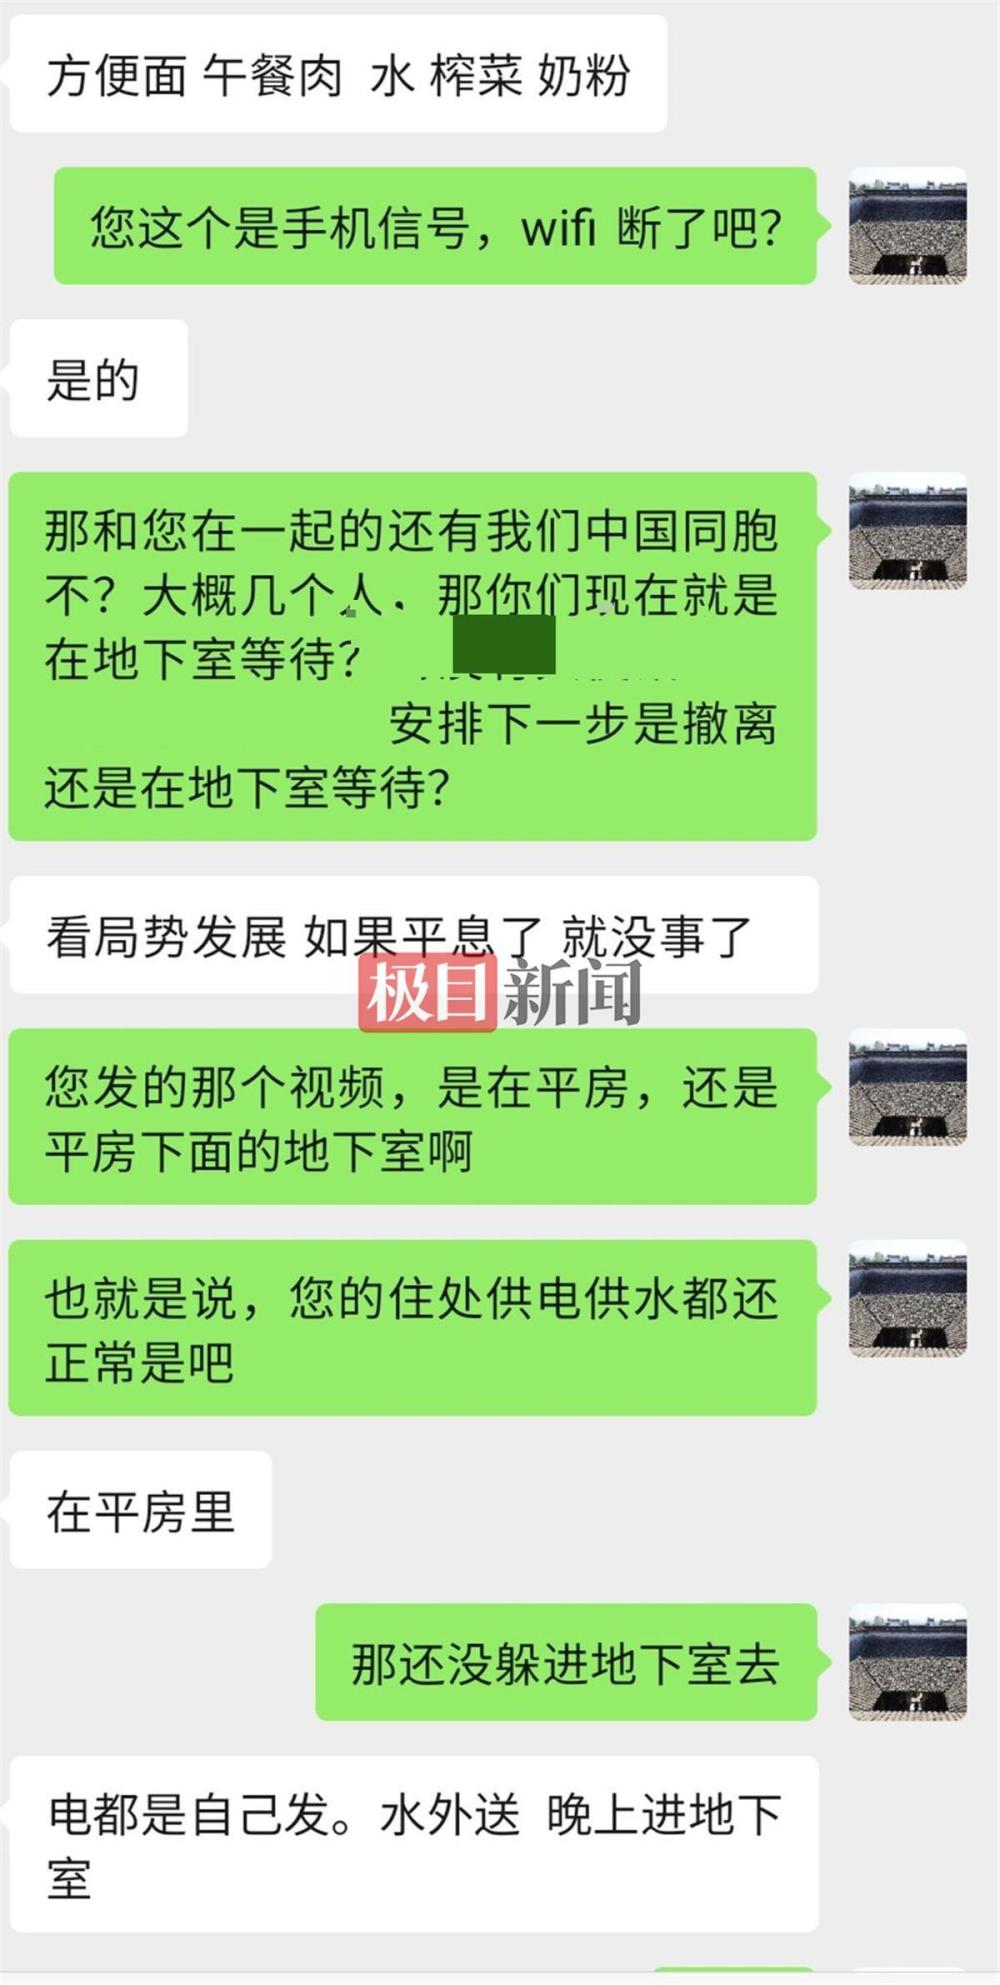 方便面 午餐肉 水 榨菜 奶粉
您这个是手机信号，wifi 断了吧？
是的
那和您在一起的还有我们中国同胞
不？大概几个人， 那你们现在就是
在地下室等待？
安排下一步是撤离
还是在地下室等待？
看局势发展 如果平息了 就没事了
极目新闻
您发的那个视频，是在平房，还是
平房下面的地下室啊
也就是说，您的住处供电供水都还
正常是吧
在平房里
那还没躲进地下室去
电都是自己发。水外送 晚上进地下
室